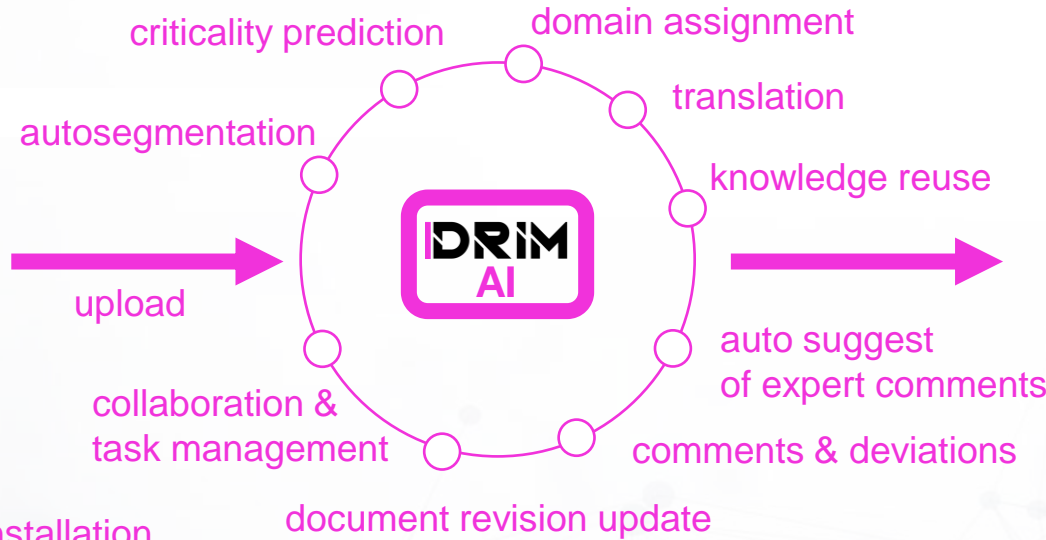 criticality prediction
domain assignment
autosegmentation
translation
knowledge reuse
IDRIM
AI
upload
auto suggest
of expert comments
collaboration &
task management
comments & deviations
document revision update